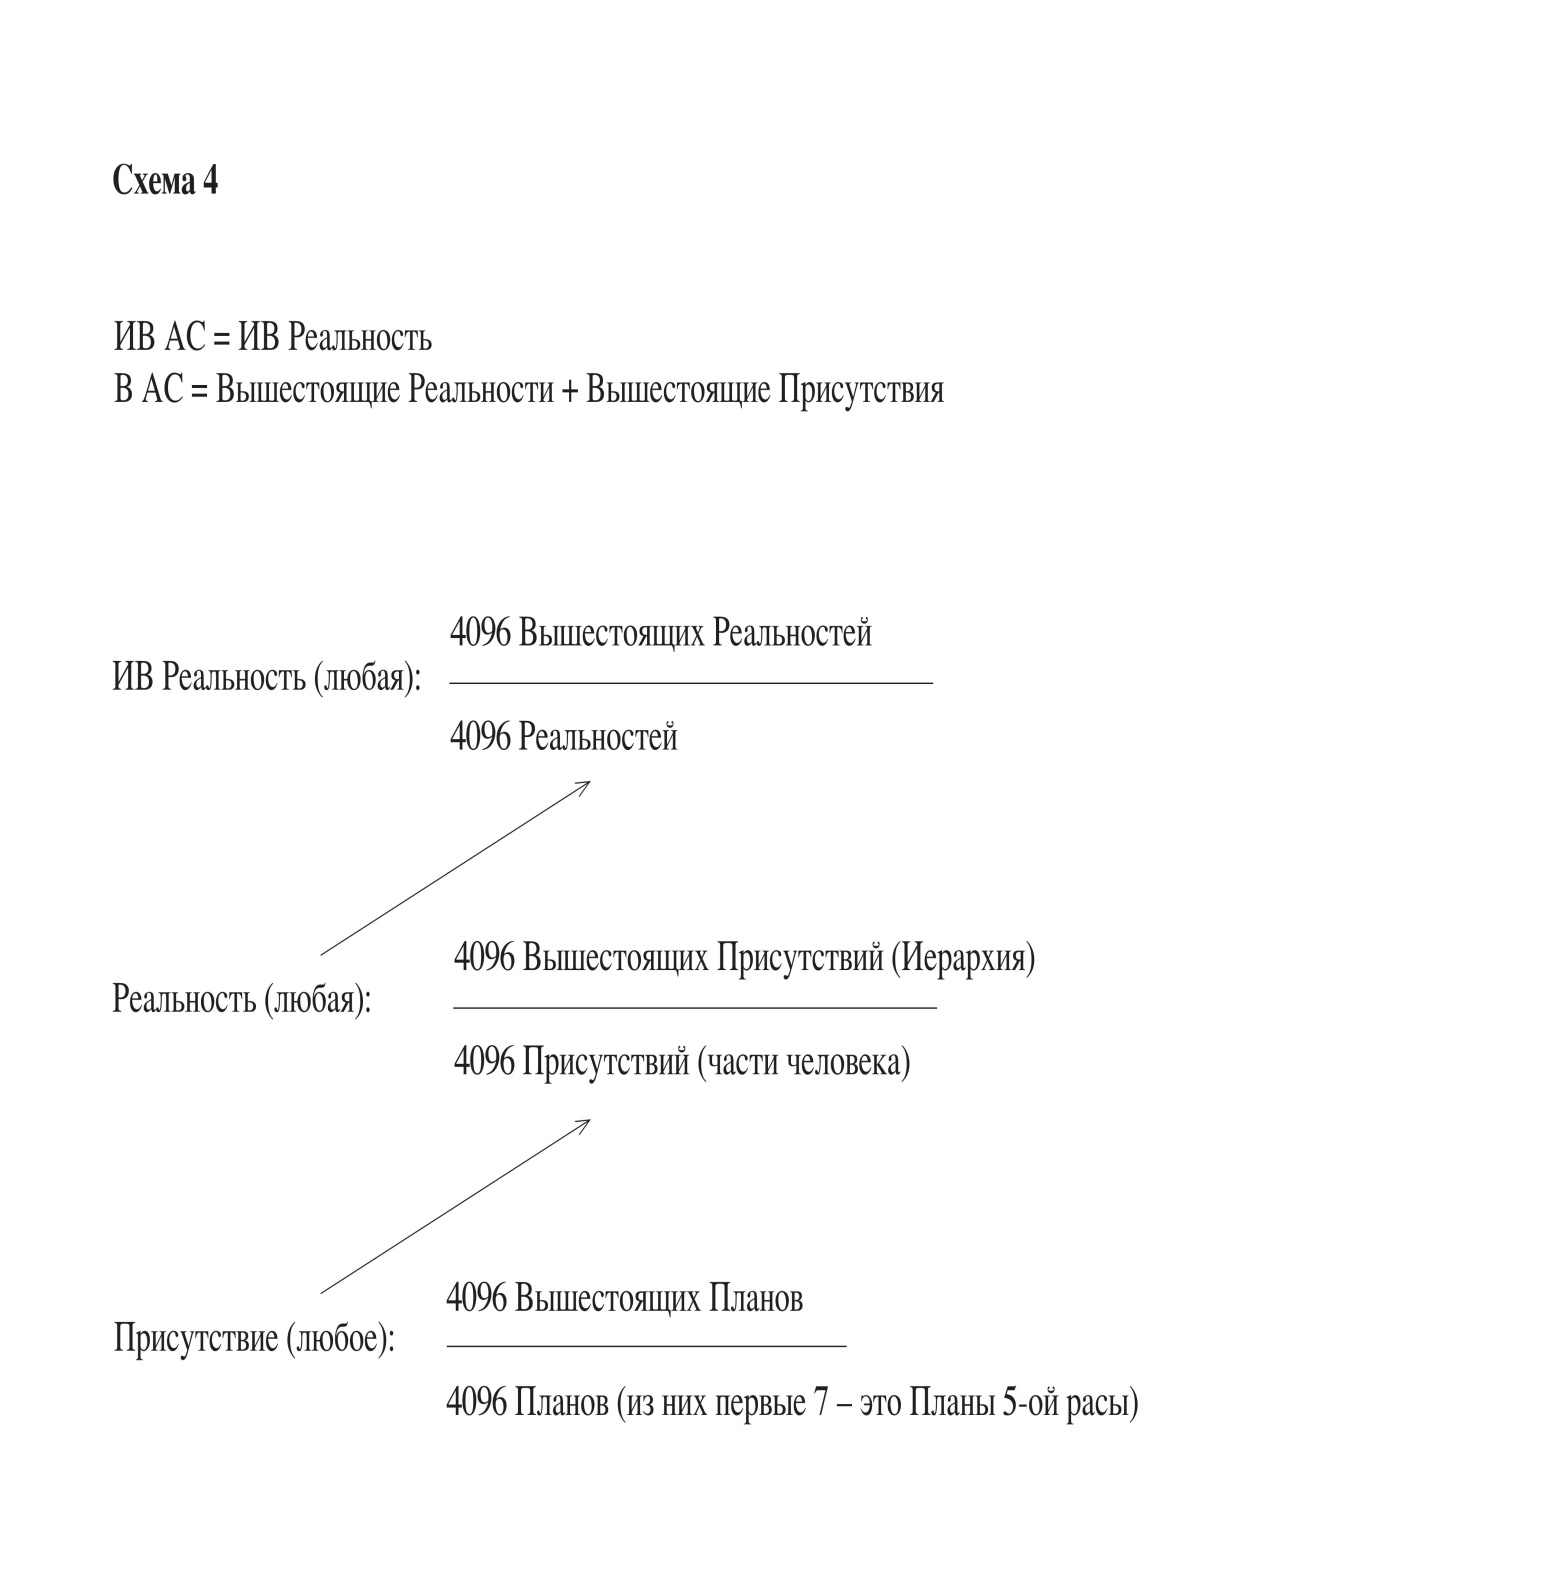 Схема 4
ИВ АС = ИВ Реальность
В АС = Вышестоящие Реальности + Вышестоящие Присутствия
4096 Вышестоящих Реальностей
ИВ Реальность (любая):
4096 Реальностей
4096 Вышестоящих Присутствий (Иерархия)
Реальность (любая):
4096 Присутствий (части человека)
4096 Вышестоящих Планов
Присутствие (любое):
4096 Планов (из них первые 7 – это Планы 5-ой расы)